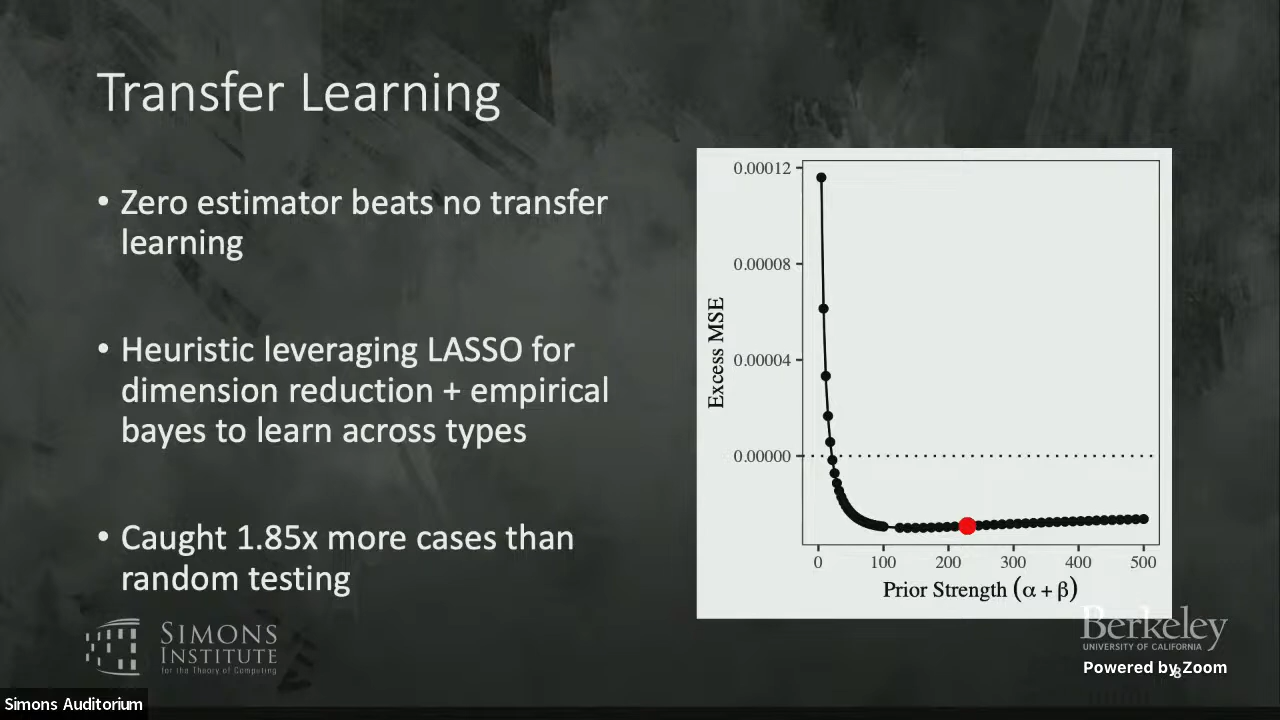 Transfer Learning
• Zero estimator beats no transfer
learning
• Heuristic leveraging LASSO for
dimension reduction + empirical
bayes to learn across types
• Caught 1.85x more cases than
random testing
0.00012
0.00008
0.00004
0.00000
Excess MSE
0 100 200 300 400 500
Prior Strength (α + β)
SIMONS
INSTITUTE
for the Theory of Computing
Berkeley
UNIVERSITY OF CALIFORNIA
Powered by Zoom
8
Simons Auditorium